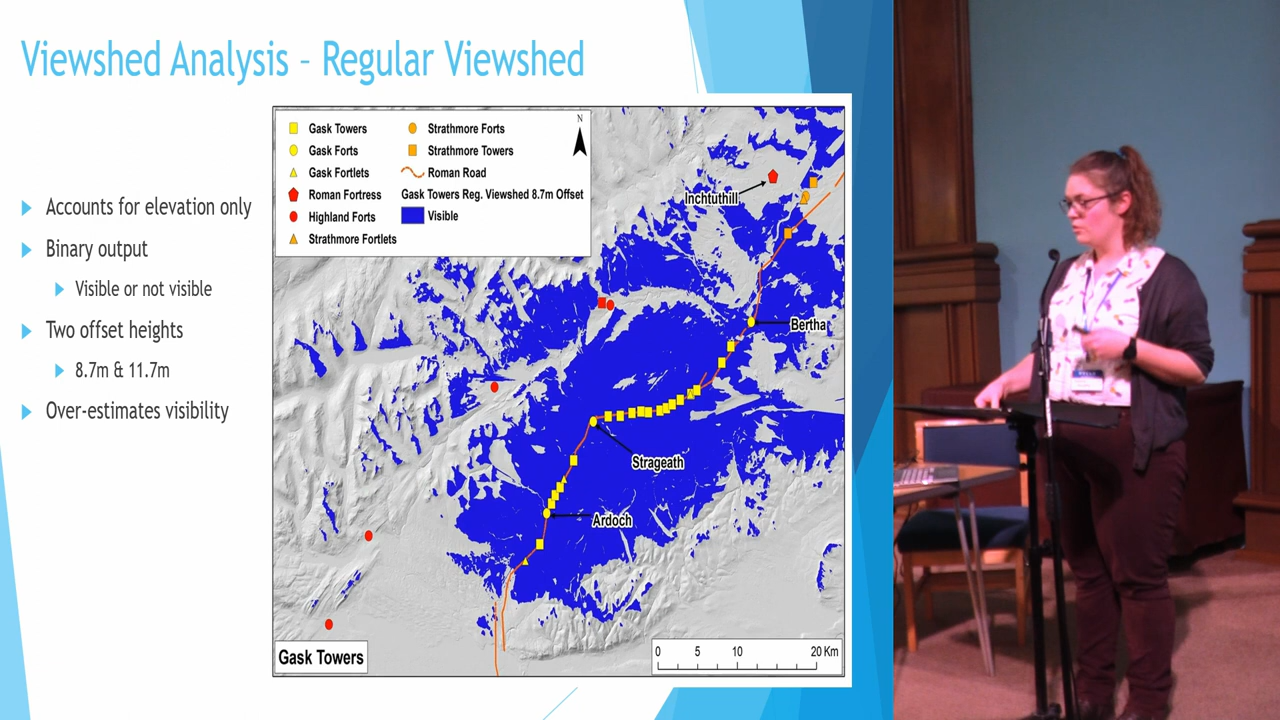 Viewshed Analysis – Regular Viewshed
Accounts for elevation only
Binary output
Visible or not visible
Two offset heights
8.7m & 11.7m
Over-estimates visibility
Gask Towers
Gask Forts
Gask Fortlets
Roman Fortress
Highland Forts
Strathmore Fortlets
Strathmore Forts
Strathmore Towers
Roman Road
Gask Towers Reg. Viewshed 8.7m Offset
Visible
N
Inchtuthill
Bertha
Strageath
Ardoch
Gask Towers
0 5 10 20 Km